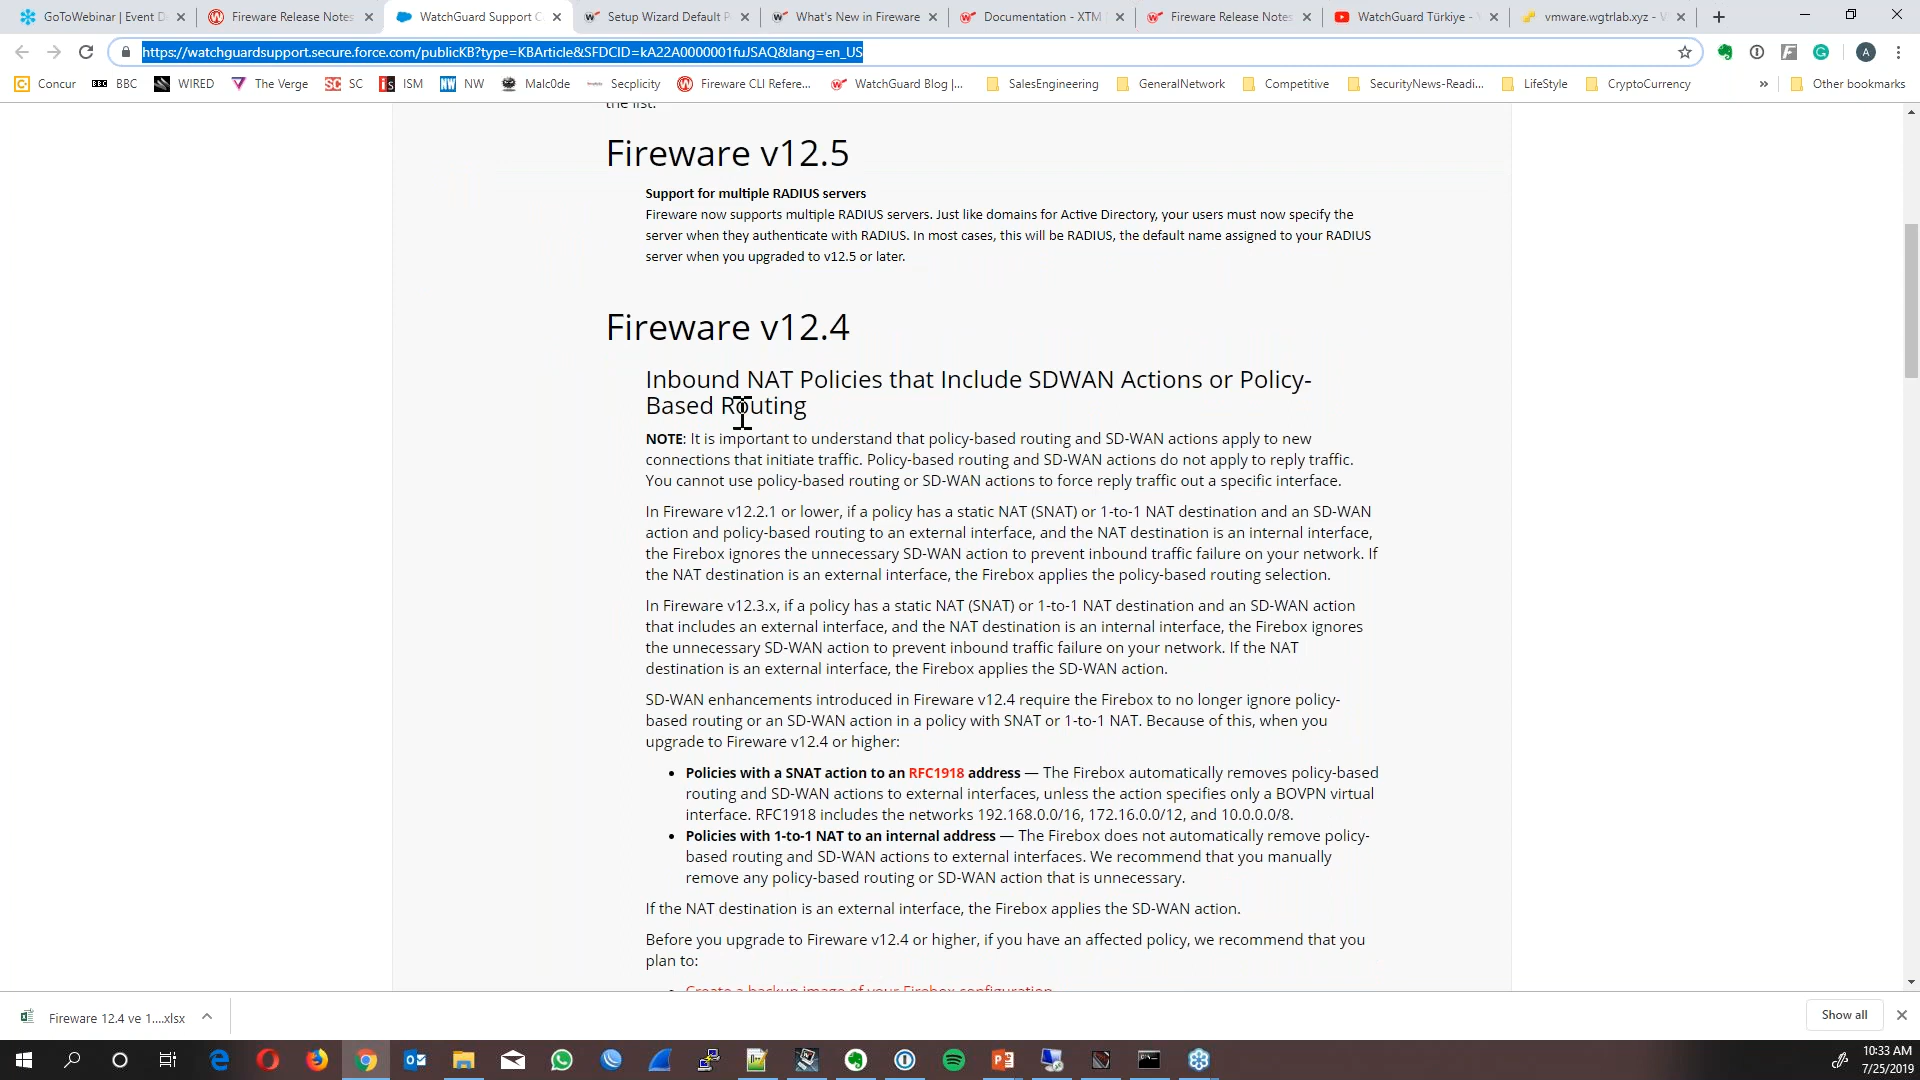 GoToWebinar | Event D
Fireware Release Notes
WatchGuard Support C
Setup Wizard Default P
What's New in Fireware
Documentation - XTM
Fireware Release Notes
WatchGuard Türkiye -
vmware.wgtrlab.xyz -
https://watchguardsupport.secure.force.com/publicKB?type=KBArticle&SFDCID=kA22A0000001fuJSAQ&lang=en_US
A
Concur
BBC BBC
WIRED
The Verge
SC
ISM
NW NW
Malc0de
Secplicity
Fireware CLI Refere...
WatchGuard Blog |...
SalesEngineering
GeneralNetwork
Competitive
SecurityNews-Readi...
LifeStyle
CryptoCurrency
»
Other bookmarks
the list.
Fireware v12.5
Support for multiple RADIUS servers
Fireware now supports multiple RADIUS servers. Just like domains for Active Directory, your users must now specify the
server when they authenticate with RADIUS. In most cases, this will be RADIUS, the default name assigned to your RADIUS
server when you upgraded to v12.5 or later.
Fireware v12.4
Inbound NAT Policies that Include SDWAN Actions or Policy-
Based Routing
NOTE: It is important to understand that policy-based routing and SD-WAN actions apply to new
connections that initiate traffic. Policy-based routing and SD-WAN actions do not apply to reply traffic.
You cannot use policy-based routing or SD-WAN actions to force reply traffic out a specific interface.
In Fireware v12.2.1 or lower, if a policy has a static NAT (SNAT) or 1-to-1 NAT destination and an SD-WAN
action and policy-based routing to an external interface, and the NAT destination is an internal interface,
the Firebox ignores the unnecessary SD-WAN action to prevent inbound traffic failure on your network. If
the NAT destination is an external interface, the Firebox applies the policy-based routing selection.
In Fireware v12.3.x, if a policy has a static NAT (SNAT) or 1-to-1 NAT destination and an SD-WAN action
that includes an external interface, and the NAT destination is an internal interface, the Firebox ignores
the unnecessary SD-WAN action to prevent inbound traffic failure on your network. If the NAT
destination is an external interface, the Firebox applies the SD-WAN action.
SD-WAN enhancements introduced in Fireware v12.4 require the Firebox to no longer ignore policy-
based routing or an SD-WAN action in a policy with SNAT or 1-to-1 NAT. Because of this, when you
upgrade to Fireware v12.4 or higher:
• Policies with a SNAT action to an RFC1918 address — The Firebox automatically removes policy-based
routing and SD-WAN actions to external interfaces, unless the action specifies only a BOVPN virtual
interface. RFC1918 includes the networks 192.168.0.0/16, 172.16.0.0/12, and 10.0.0.0/8.
• Policies with 1-to-1 NAT to an internal address — The Firebox does not automatically remove policy-
based routing and SD-WAN actions to external interfaces. We recommend that you manually
remove any policy-based routing or SD-WAN action that is unnecessary.
If the NAT destination is an external interface, the Firebox applies the SD-WAN action.
Before you upgrade to Fireware v12.4 or higher, if you have an affected policy, we recommend that you
plan to:
• Create a backup image of your Firebox configuration
Fireware 12.4 ve 1....xlsx
Show all
10:33 AM
7/25/2019